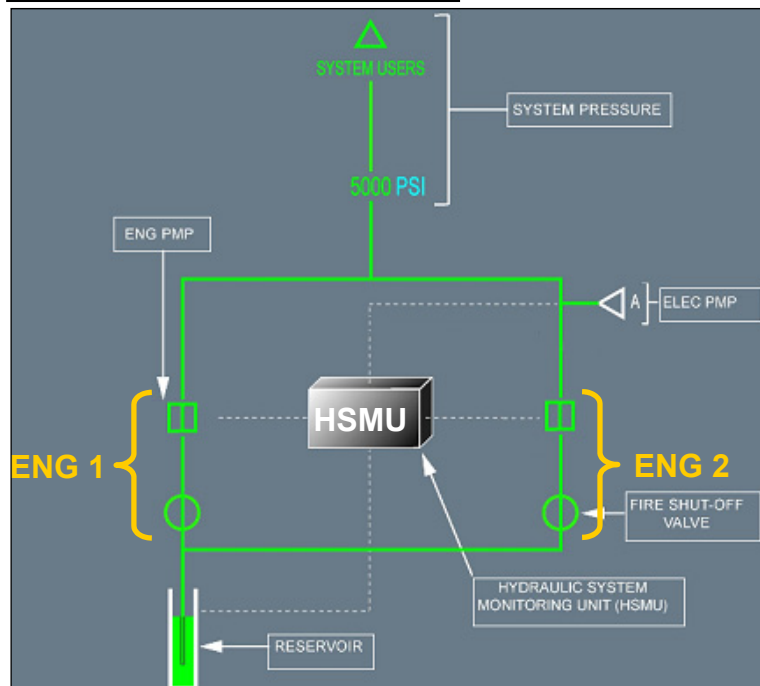 SYSTEM USERS
SYSTEM PRESSURE
5000 PSI
ENG PMP
A
ELEC PMP
HSMU
ENG 1
ENG 2
FIRE SHUT-OFF
VALVE
HYDRAULIC SYSTEM
MONITORING UNIT (HSMU)
RESERVOIR